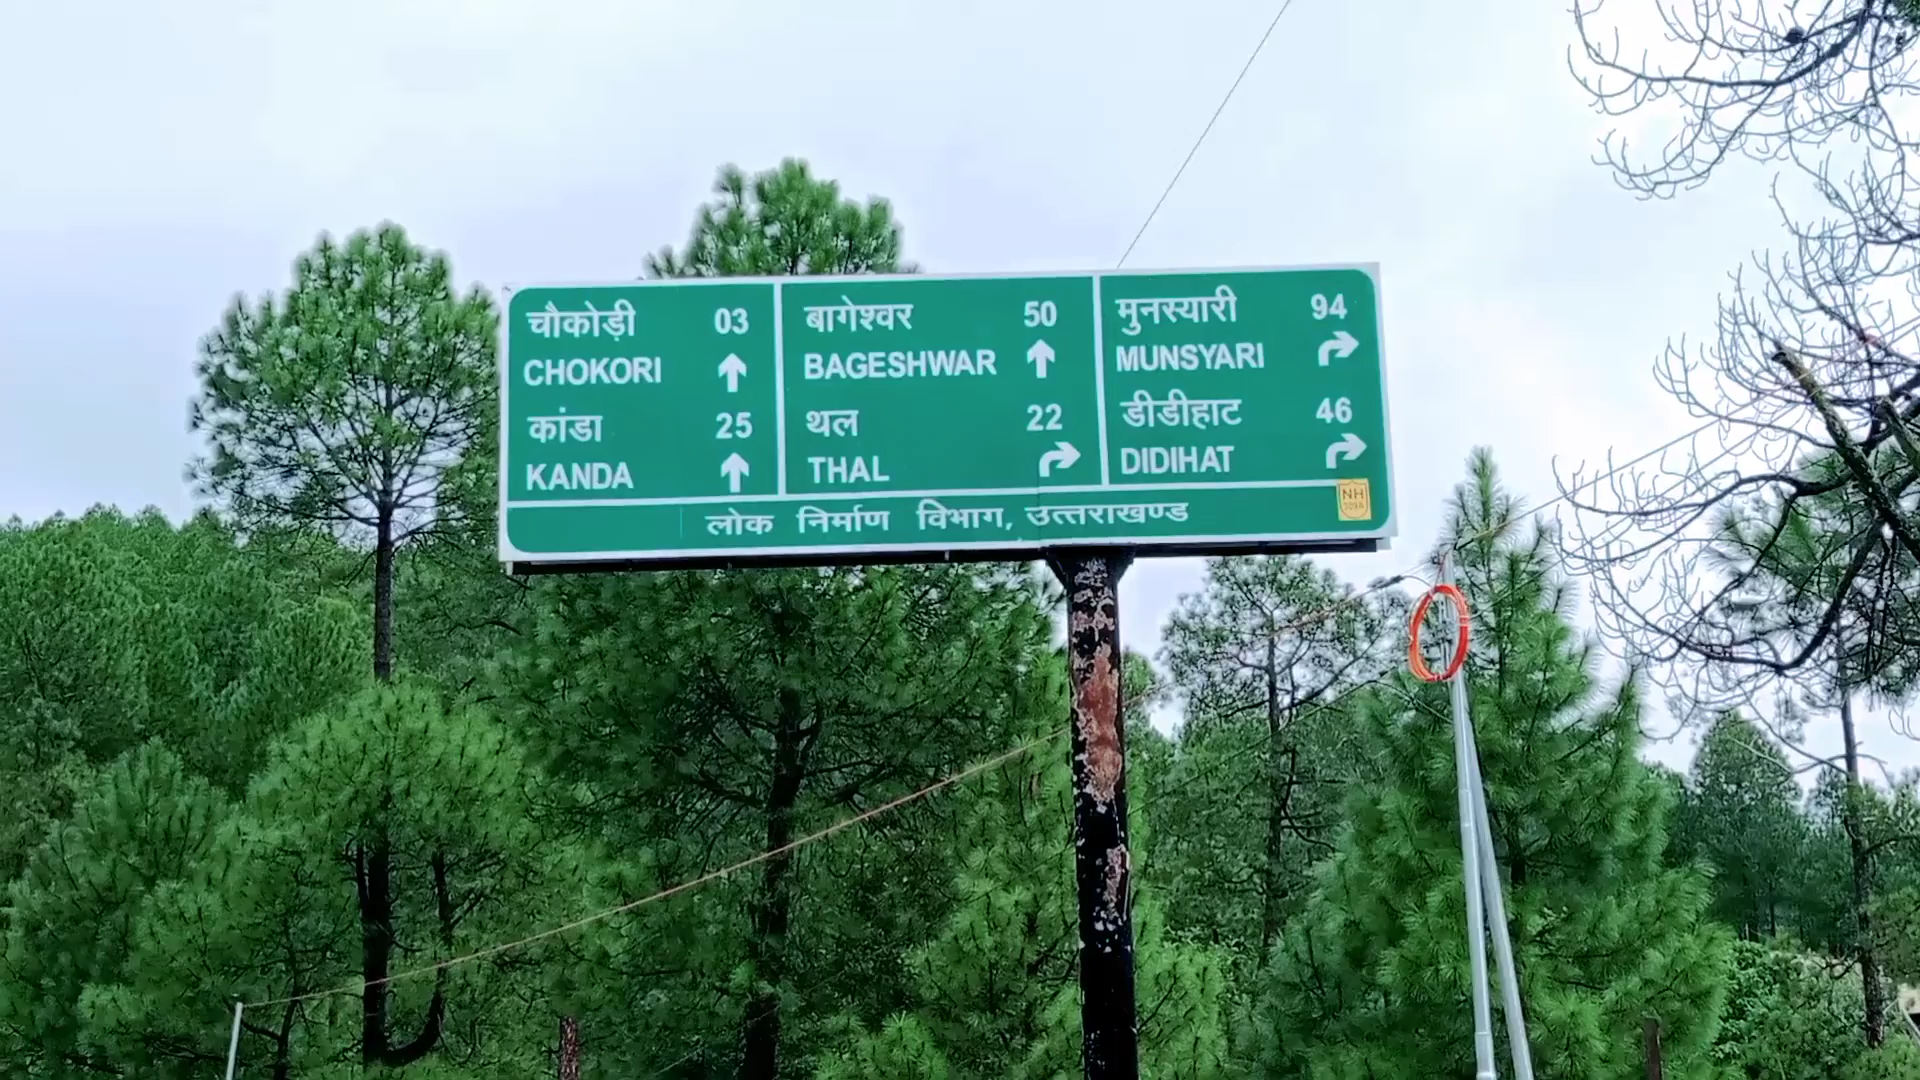 चौकोड़ी 03
CHOKORI ↑
कांडा 25
KANDA ↑
बागेश्वर 50
BAGESHWAR ↑
थल 22
THAL ↱
मुनस्यारी 94
MUNSYARI ↱
डीडीहाट 46
DIDIHAT ↱
लोक निर्माण विभाग, उत्तराखण्ड
NH
309A